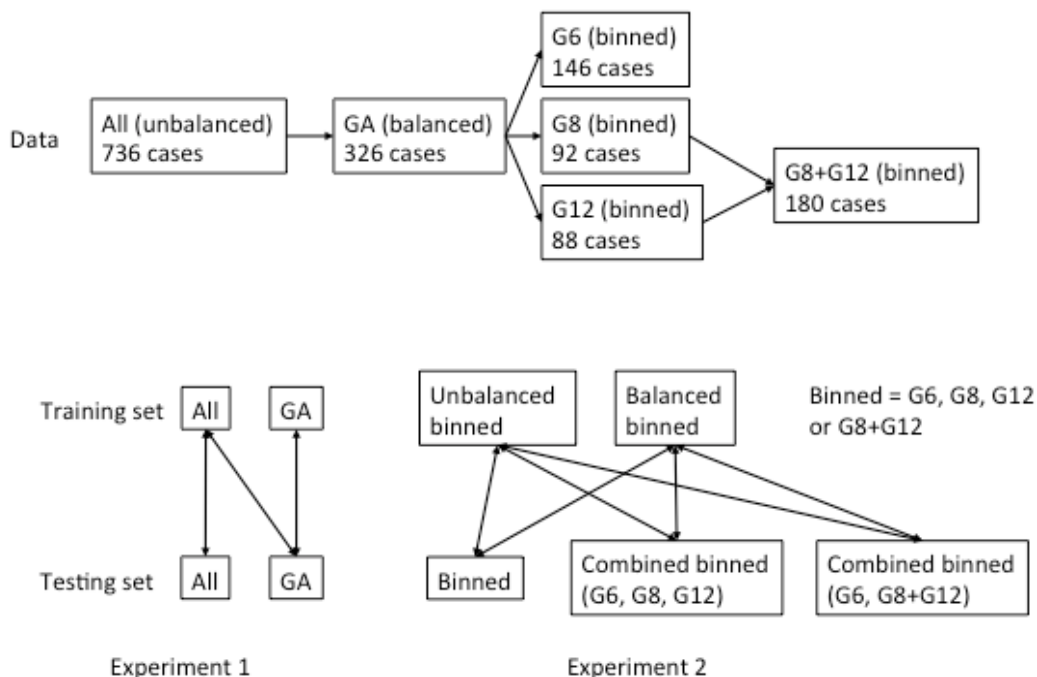 G6 (binned)
146 cases
Data
All (unbalanced)
736 cases
GA (balanced)
326 cases
G8 (binned)
92 cases
G8+G12 (binned)
180 cases
G12 (binned)
88 cases
Training set
All
GA
Unbalanced
binned
Balanced
binned
Binned = G6, G8, G12
or G8+G12
Testing set
All
GA
Binned
Combined binned
(G6, G8, G12)
Combined binned
(G6, G8+G12)
Experiment 1
Experiment 2